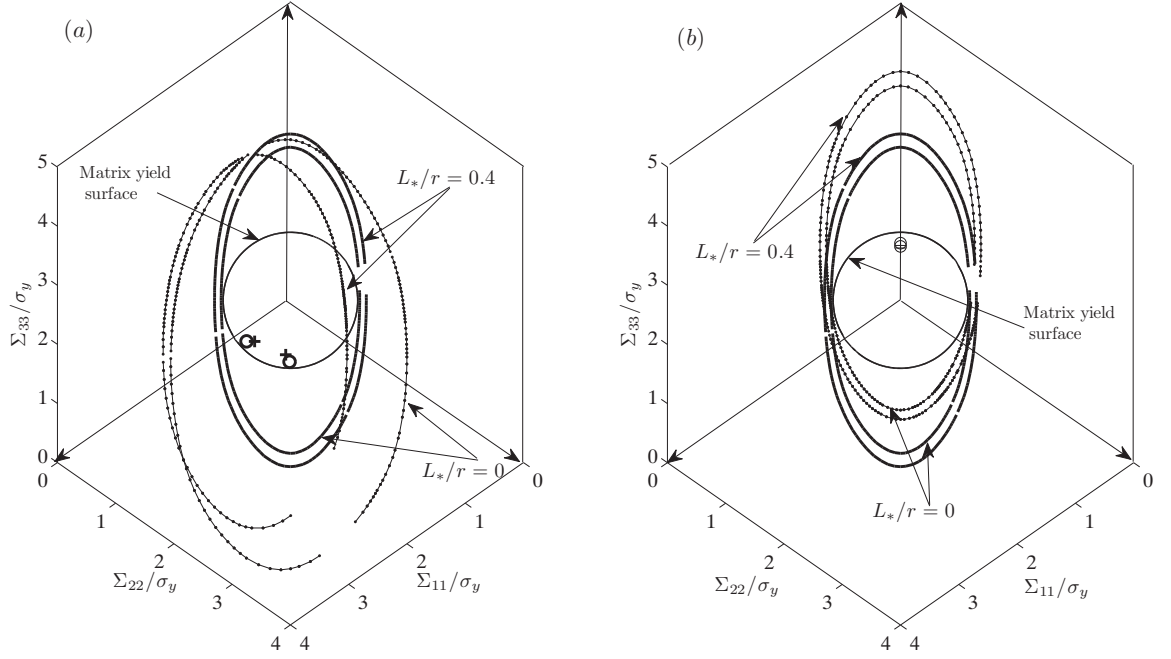 (a)
Matrix yield
surface
L∗/r = 0.4
L∗/r = 0
Σ33/σy
5
4
3
2
1
0
0
1
2
3
4
Σ22/σy
0
1
2
3
4
Σ11/σy
(b)
L∗/r = 0.4
Matrix yield
surface
L∗/r = 0
Σ33/σy
5
4
3
2
1
0
0
1
2
3
4
Σ22/σy
0
1
2
3
4
Σ11/σy